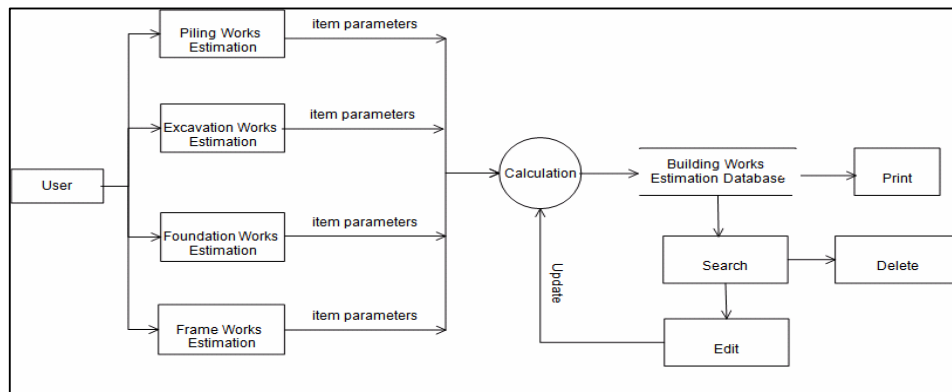 Piling Works
Estimation
item parameters
Excavation Works
Estimation
item parameters
User
Foundation Works
Estimation
item parameters
Frame Works
Estimation
item parameters
Calculation
Building Works
Estimation Database
Print
Search
Delete
Update
Edit